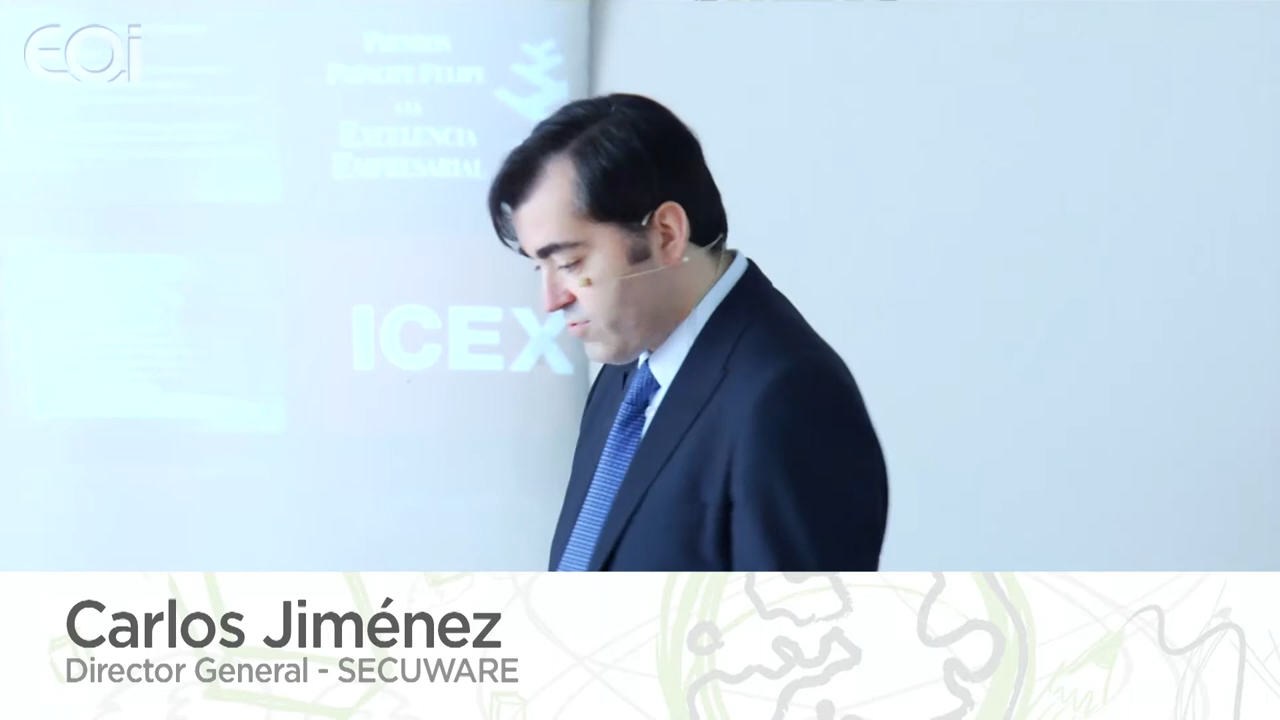 eoi
PREMIOS
PRÍNCIPE FELIPE
A LA
EXCELENCIA
EMPRESARIAL
ICEX
Carlos Jiménez
Director General - SECUWARE